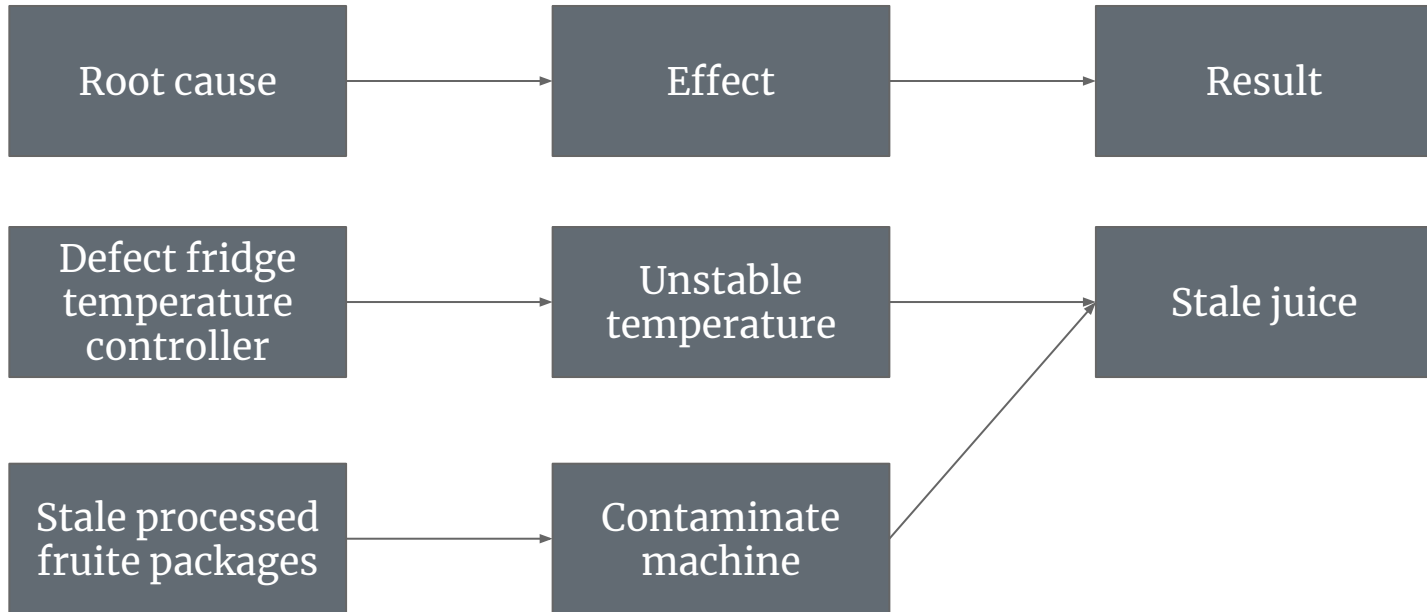 Root cause
Effect
Result
Defect fridge
temperature
controller
Unstable
temperature
Stale juice
Stale processed
fruite packages
Contaminate
machine